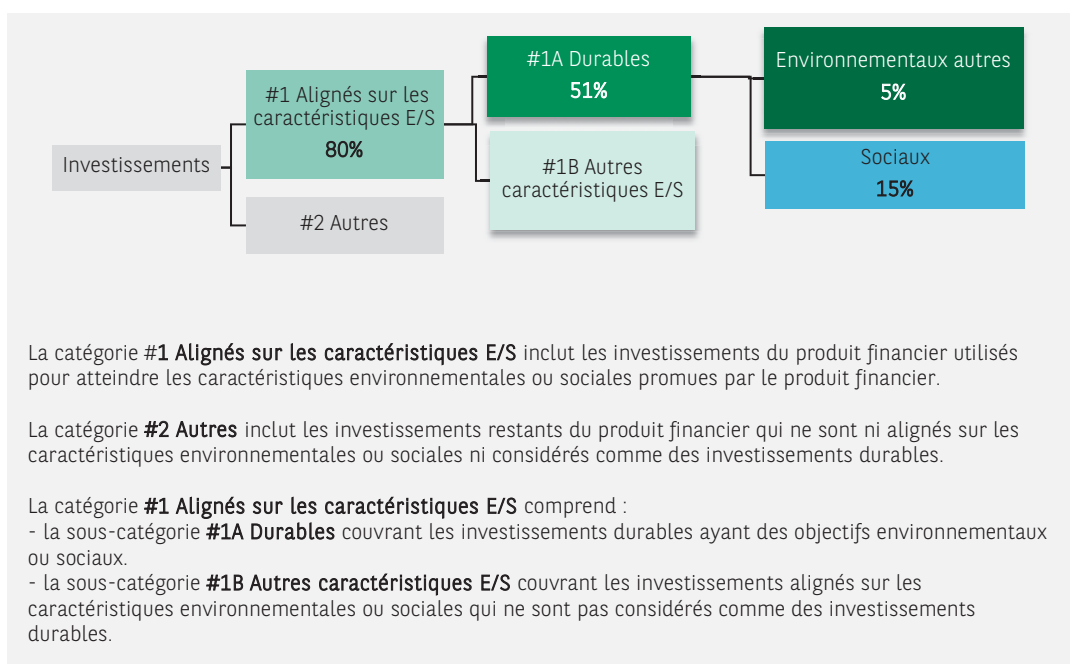 Investissements
#1 Alignés sur les
caractéristiques E/S
80%
#2 Autres
#1A Durables
51%
#1B Autres
caractéristiques E/S
Environnementaux autres
5%
Sociaux
15%
La catégorie #1 Alignés sur les caractéristiques E/S inclut les investissements du produit financier utilisés
pour atteindre les caractéristiques environnementales ou sociales promues par le produit financier.
La catégorie #2 Autres inclut les investissements restants du produit financier qui ne sont ni alignés sur les
caractéristiques environnementales ou sociales ni considérés comme des investissements durables.
La catégorie #1 Alignés sur les caractéristiques E/S comprend :
- la sous-catégorie #1A Durables couvrant les investissements durables ayant des objectifs environnementaux
ou sociaux.
- la sous-catégorie #1B Autres caractéristiques E/S couvrant les investissements alignés sur les
caractéristiques environnementales ou sociales qui ne sont pas considérés comme des investissements
durables.